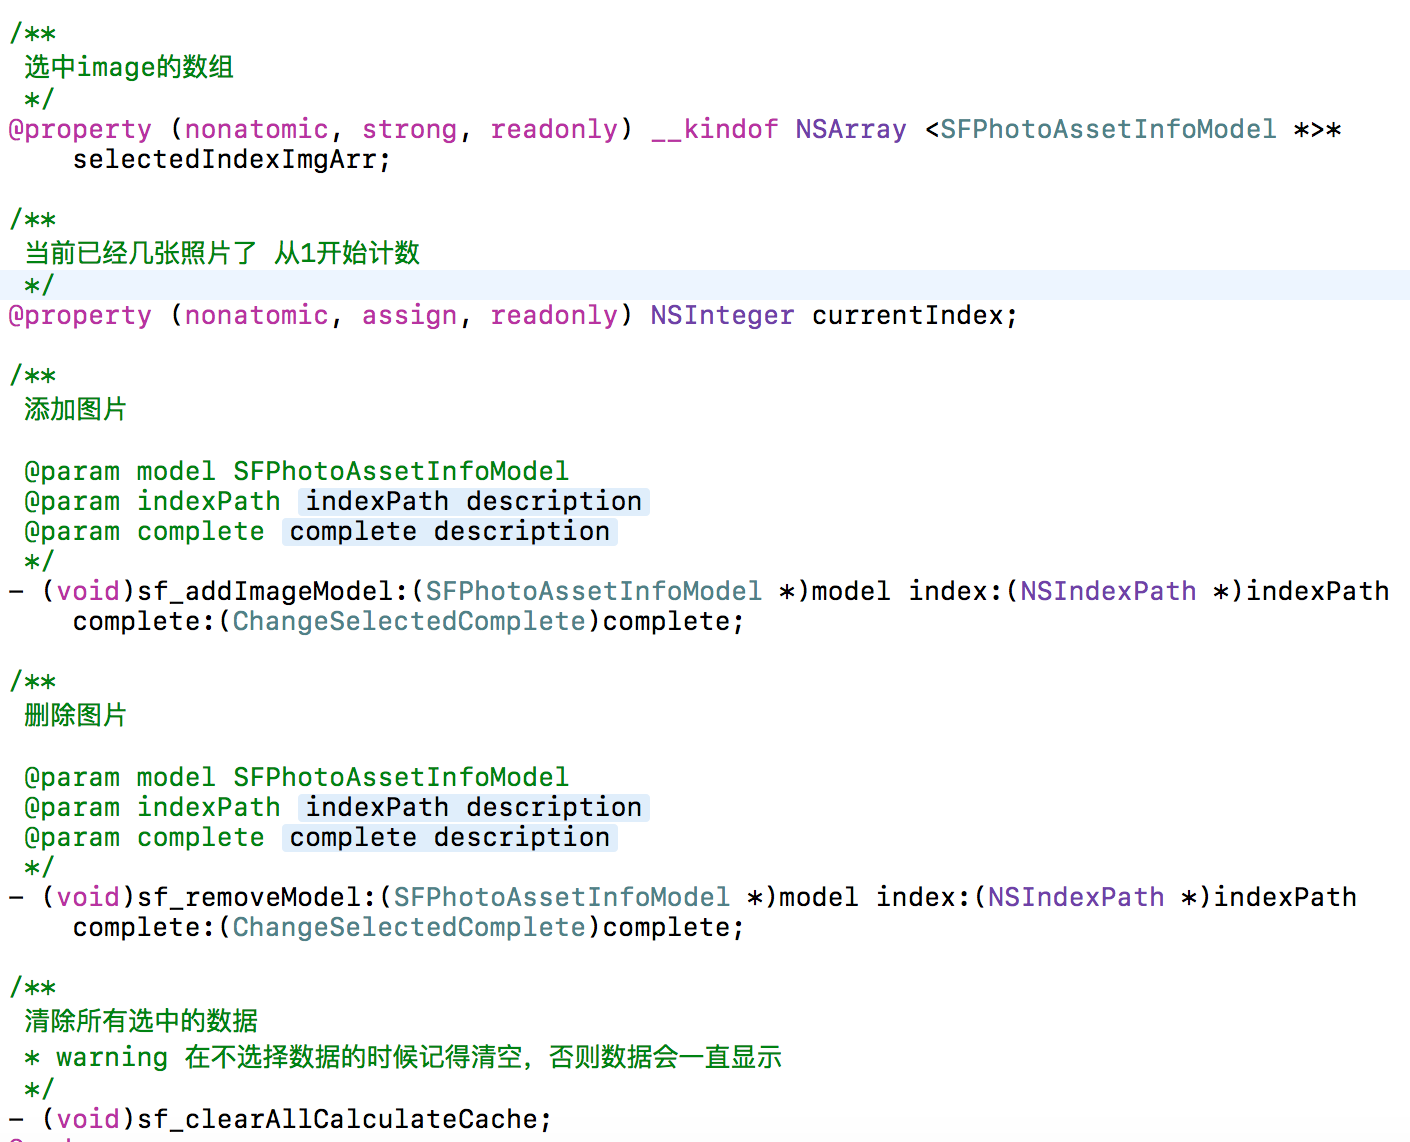 /**
选中image的数组
*/
@property (nonatomic, strong, readonly) __kindof NSArray <SFPhotoAssetInfoModel *>*
selectedIndexImgArr;
/**
当前已经几张照片了 从1开始计数
*/
@property (nonatomic, assign, readonly) NSInteger currentIndex;
/**
添加图片
@param model SFPhotoAssetInfoModel
@param indexPath indexPath description
@param complete complete description
*/
- (void)sf_addImageModel:(SFPhotoAssetInfoModel *)model index:(NSIndexPath *)indexPath
complete:(ChangeSelectedComplete)complete;
/**
删除图片
@param model SFPhotoAssetInfoModel
@param indexPath indexPath description
@param complete complete description
*/
- (void)sf_removeModel:(SFPhotoAssetInfoModel *)model index:(NSIndexPath *)indexPath
complete:(ChangeSelectedComplete)complete;
/**
清除所有选中的数据
* warning 在不选择数据的时候记得清空，否则数据会一直显示
*/
- (void)sf_clearAllCalculateCache;